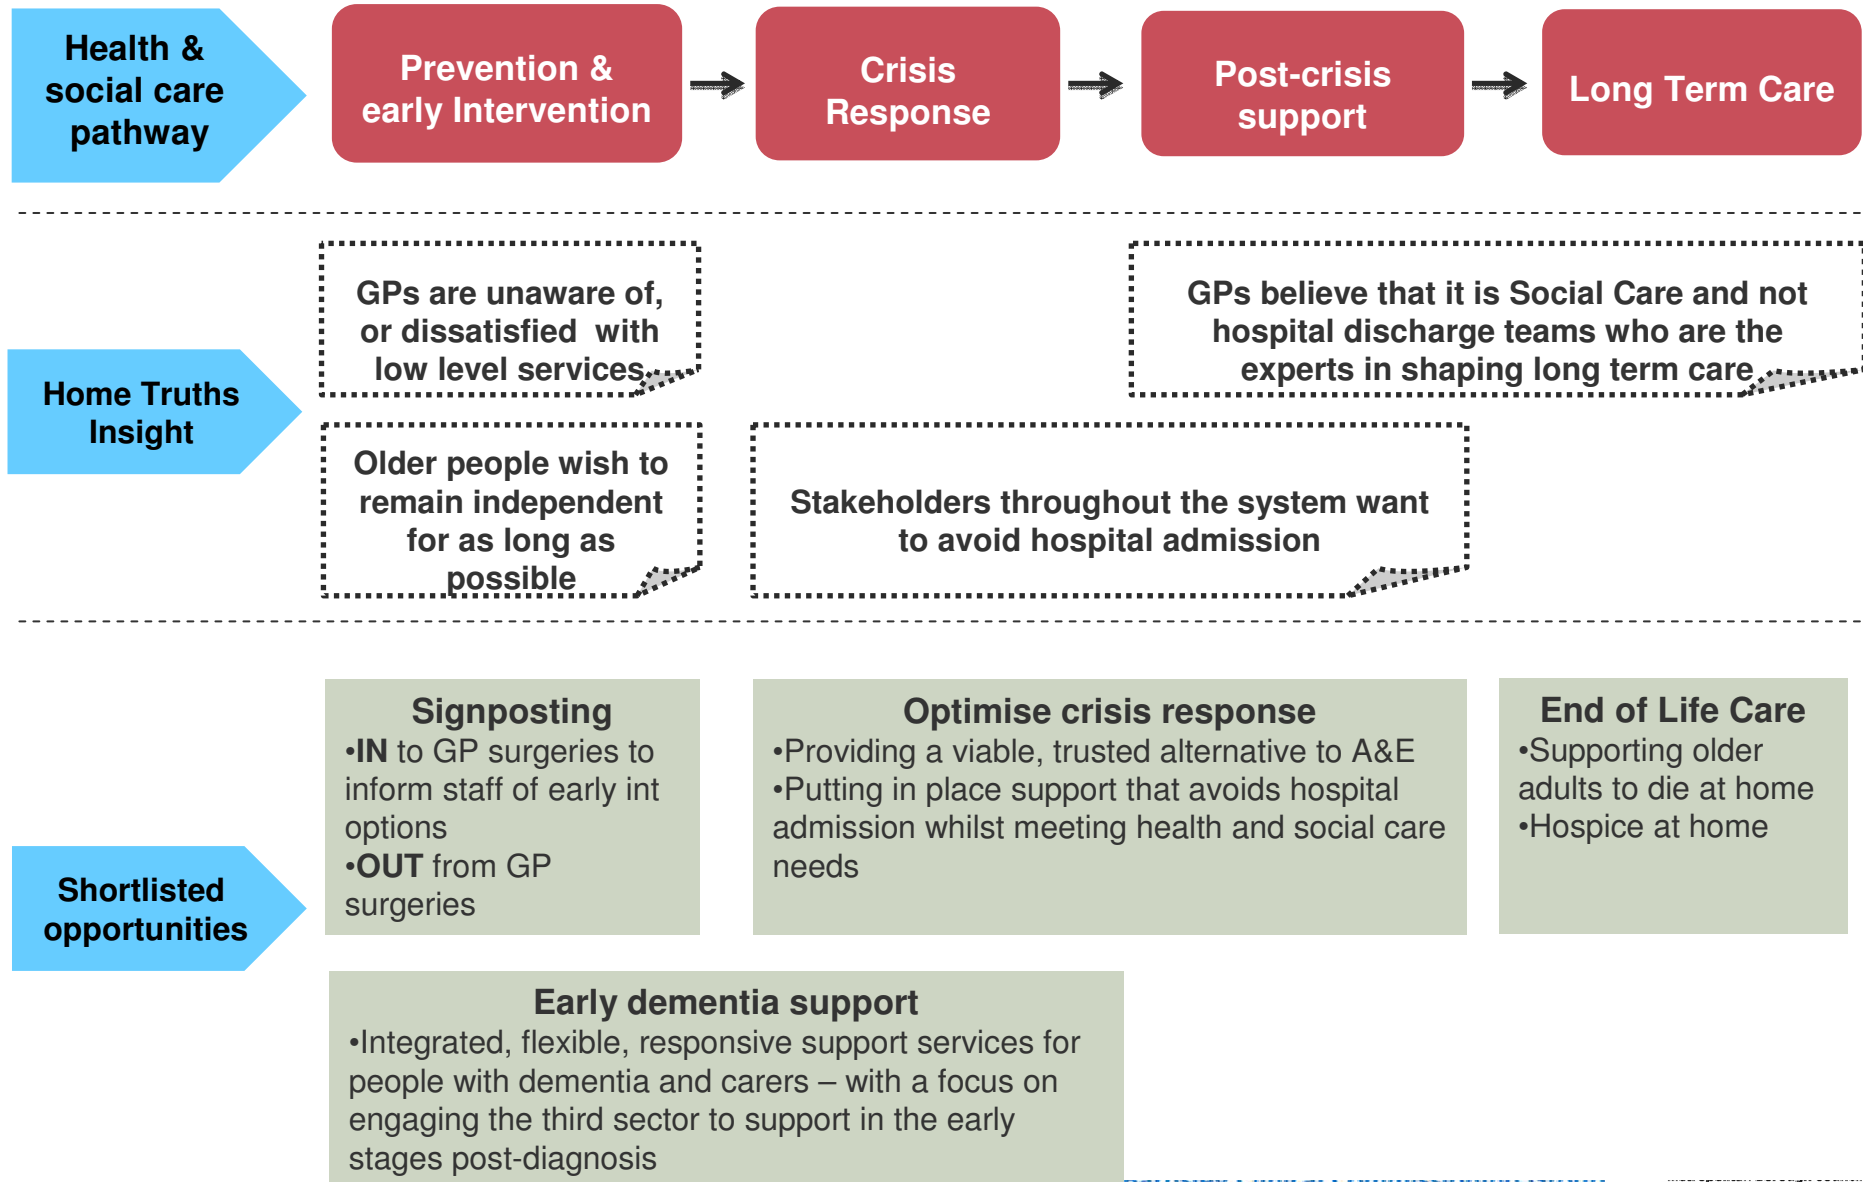 Health &
social care
pathway
Prevention &
early Intervention
Crisis
Response
Post-crisis
support
Long Term Care
Home Truths
Insight
GPs are unaware of,
or dissatisfied with
low level services
GPs believe that it is Social Care and not
hospital discharge teams who are the
experts in shaping long term care
Older people wish to
remain independent
for as long as
possible
Stakeholders throughout the system want
to avoid hospital admission
Shortlisted
opportunities
Signposting
•IN to GP surgeries to
inform staff of early int
options
•OUT from GP
surgeries
Optimise crisis response
•Providing a viable, trusted alternative to A&E
•Putting in place support that avoids hospital
admission whilst meeting health and social care
needs
End of Life Care
•Supporting older
adults to die at home
•Hospice at home
Early dementia support
•Integrated, flexible, responsive support services for
people with dementia and carers – with a focus on
engaging the third sector to support in the early
stages post-diagnosis